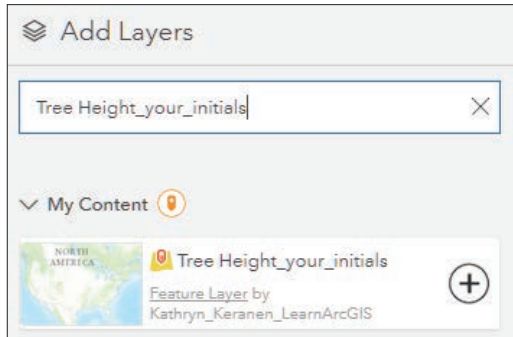 Add Layers
Tree Height_your_initials
My Content
NORTH
AMERICA
Tree Height_your_initials
Feature Layer by
Kathryn_Keranen_LearnArcGIS